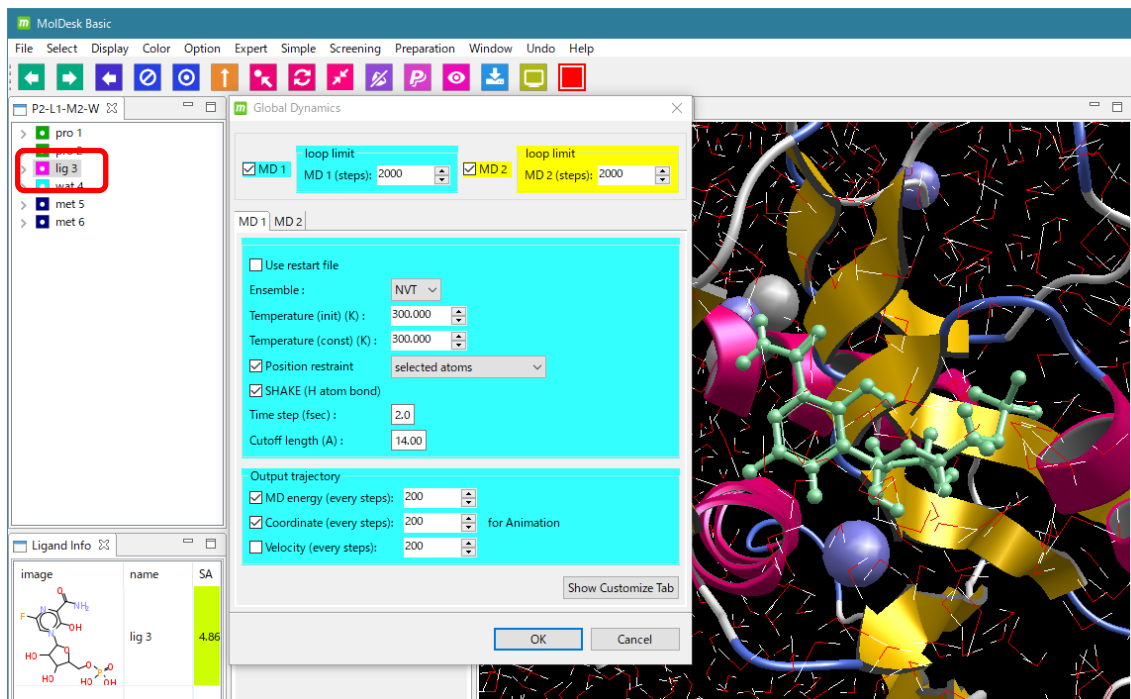 MolDesk Basic
File Select Display Color Option Expert Simple Screening Preparation Window Undo Help
P2-L1-M2-W
pro 1
pro 2
lig 3
wat 4
met 5
met 6
Global Dynamics
MD 1
loop limit
MD 1 (steps): 2000
MD 2
loop limit
MD 2 (steps): 2000
MD 1 MD 2
Use restart file
Ensemble : NVT
Temperature (init) (K) : 300.000
Temperature (const) (K) : 300.000
Position restraint selected atoms
SHAKE (H atom bond)
Time step (fsec) : 2.0
Cutoff length (A) : 14.00
Output trajectory
MD energy (every steps): 200
Coordinate (every steps): 200 for Animation
Velocity (every steps): 200
Show Customize Tab
OK Cancel
Ligand Info
image name SA
O
NH₂
F
N
OH
N
HO
O
O
O
P
HO
HO
OH
lig 3
4.86